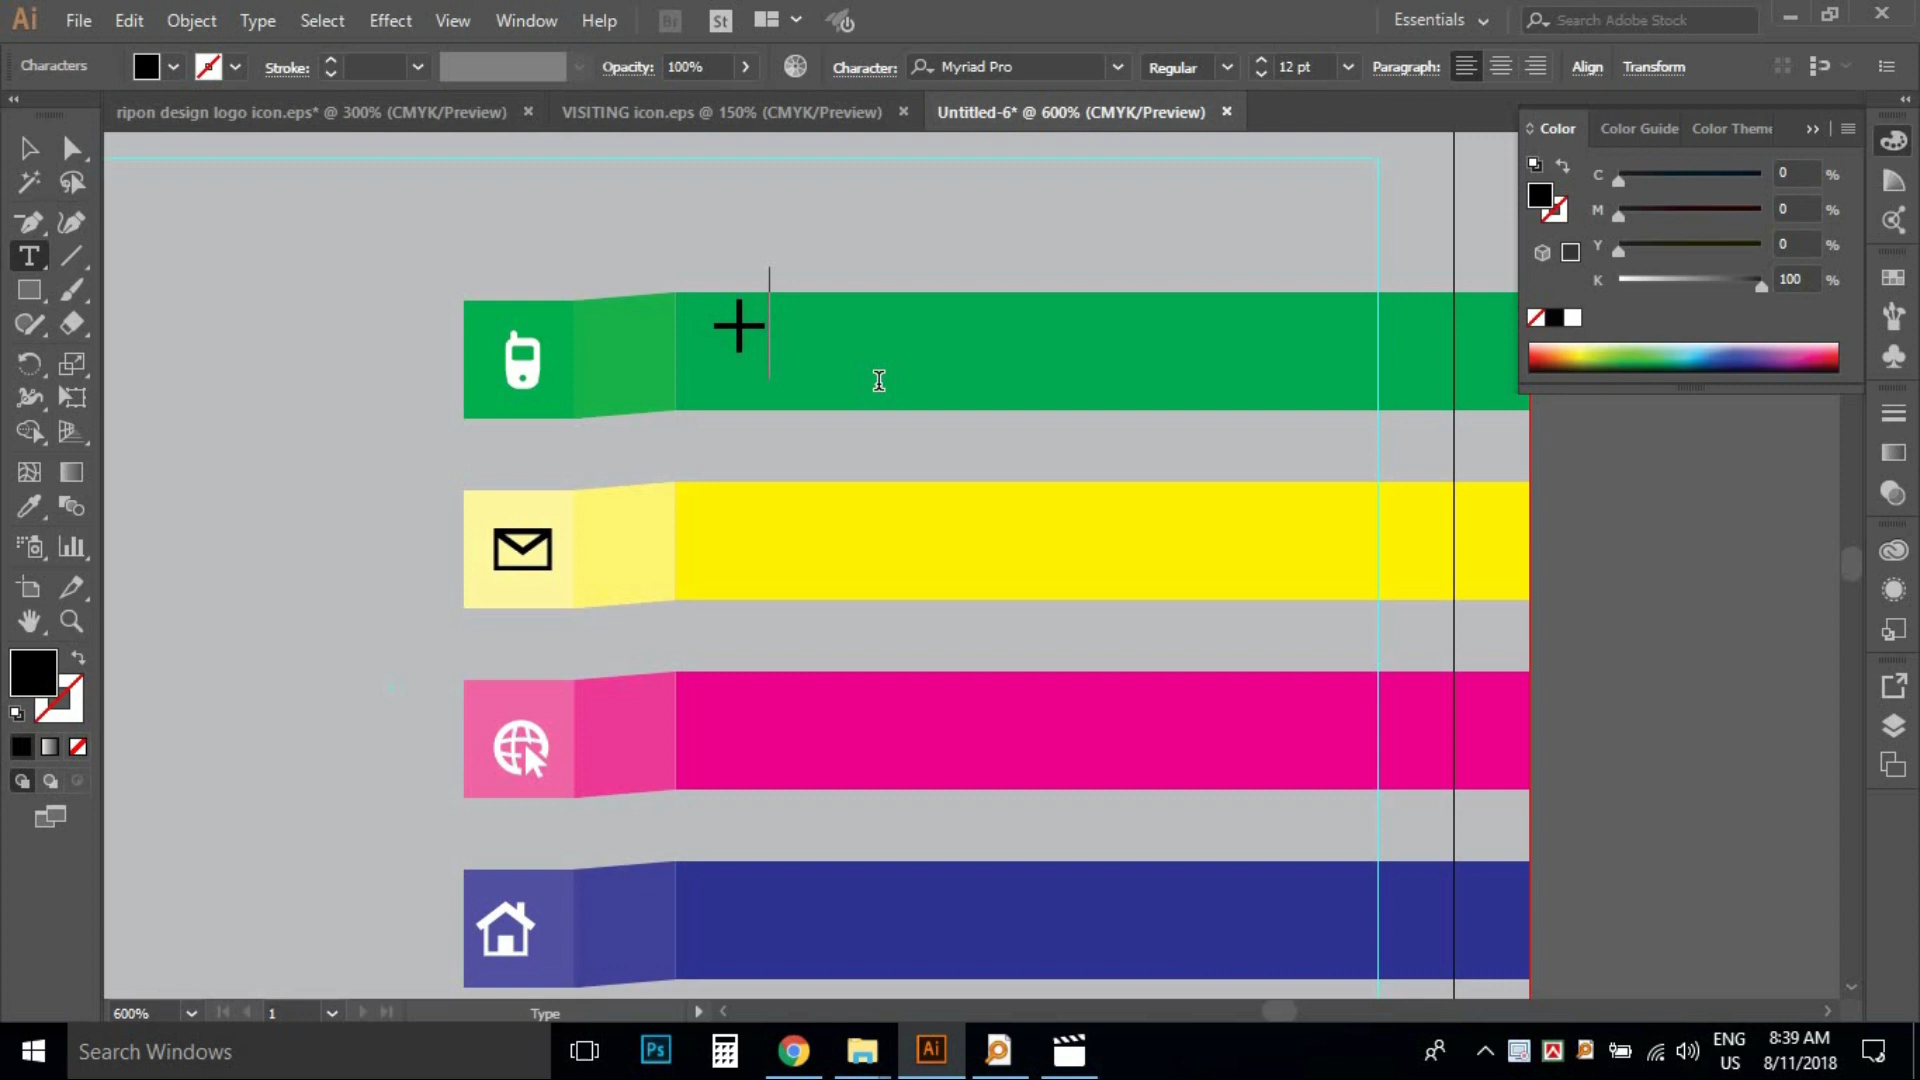 Ai File Edit Object Type Select Effect View Window Help Br St Essentials Search Adobe Stock
Characters Stroke: Opacity: 100% Character: Myriad Pro Regular 12 pt Paragraph: Align Transform
ripon design logo icon.eps* @ 300% (CMYK/Preview) VISITING icon.eps @ 150% (CMYK/Preview) Untitled-6* @ 600% (CMYK/Preview)
Color Color Guide Color Theme
C 0 %
M 0 %
Y 0 %
K 100 %
T
+
600% 1 Type
Search Windows Ps Ai ENG US 8:39 AM 8/11/2018